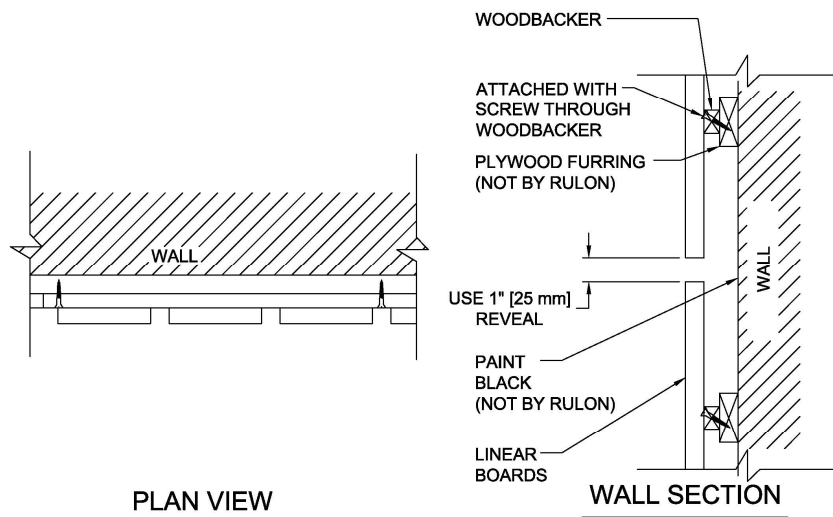 WALL
PLAN VIEW
WOODBACKER
ATTACHED WITH
SCREW THROUGH
WOODBACKER
PLYWOOD FURRING
(NOT BY RULON)
WALL
USE 1" [25 mm]
REVEAL
PAINT
BLACK
(NOT BY RULON)
LINEAR
BOARDS
WALL SECTION